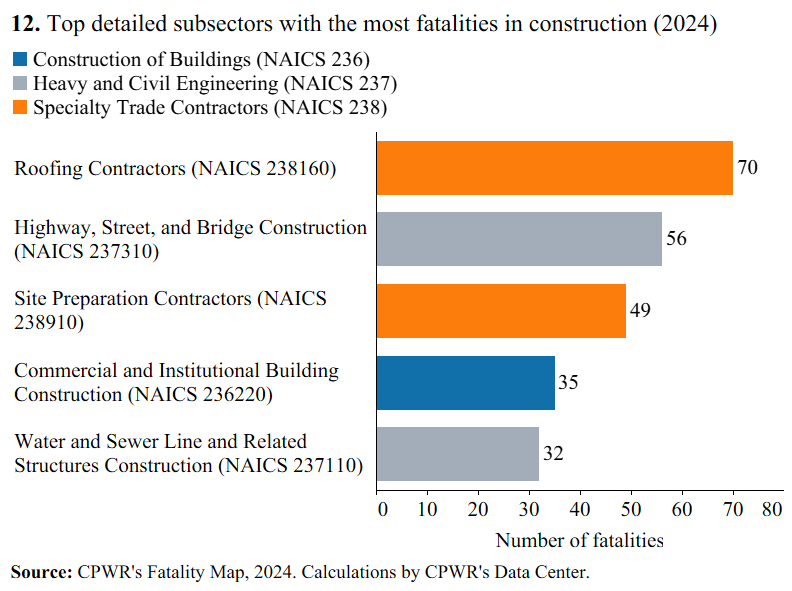 12. Top detailed subsectors with the most fatalities in construction (2024)
Construction of Buildings (NAICS 236)
Heavy and Civil Engineering (NAICS 237)
Specialty Trade Contractors (NAICS 238)
Roofing Contractors (NAICS 238160)
70
Highway, Street, and Bridge Construction
(NAICS 237310)
56
Site Preparation Contractors (NAICS
238910)
49
Commercial and Institutional Building
Construction (NAICS 236220)
35
Water and Sewer Line and Related
Structures Construction (NAICS 237110)
32
0 10 20 30 40 50 60 70 80
Number of fatalities
Source: CPWR's Fatality Map, 2024. Calculations by CPWR's Data Center.